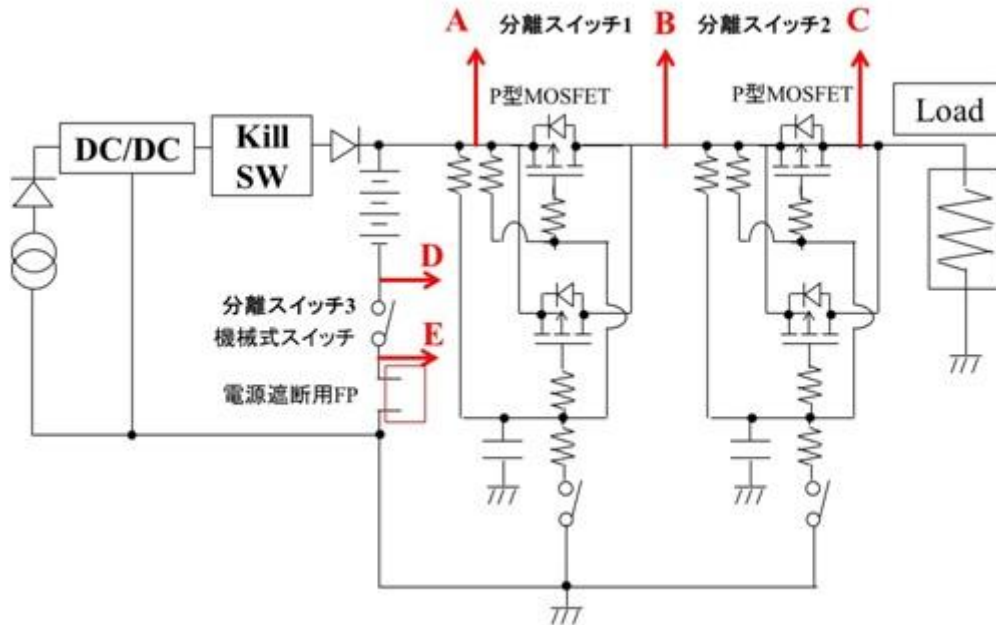 A
分離スイッチ1
B
分離スイッチ2
C
P型MOSFET
P型MOSFET
Load
DC/DC
Kill
SW
D
分離スイッチ3
機械式スイッチ
E
電源遮断用FP